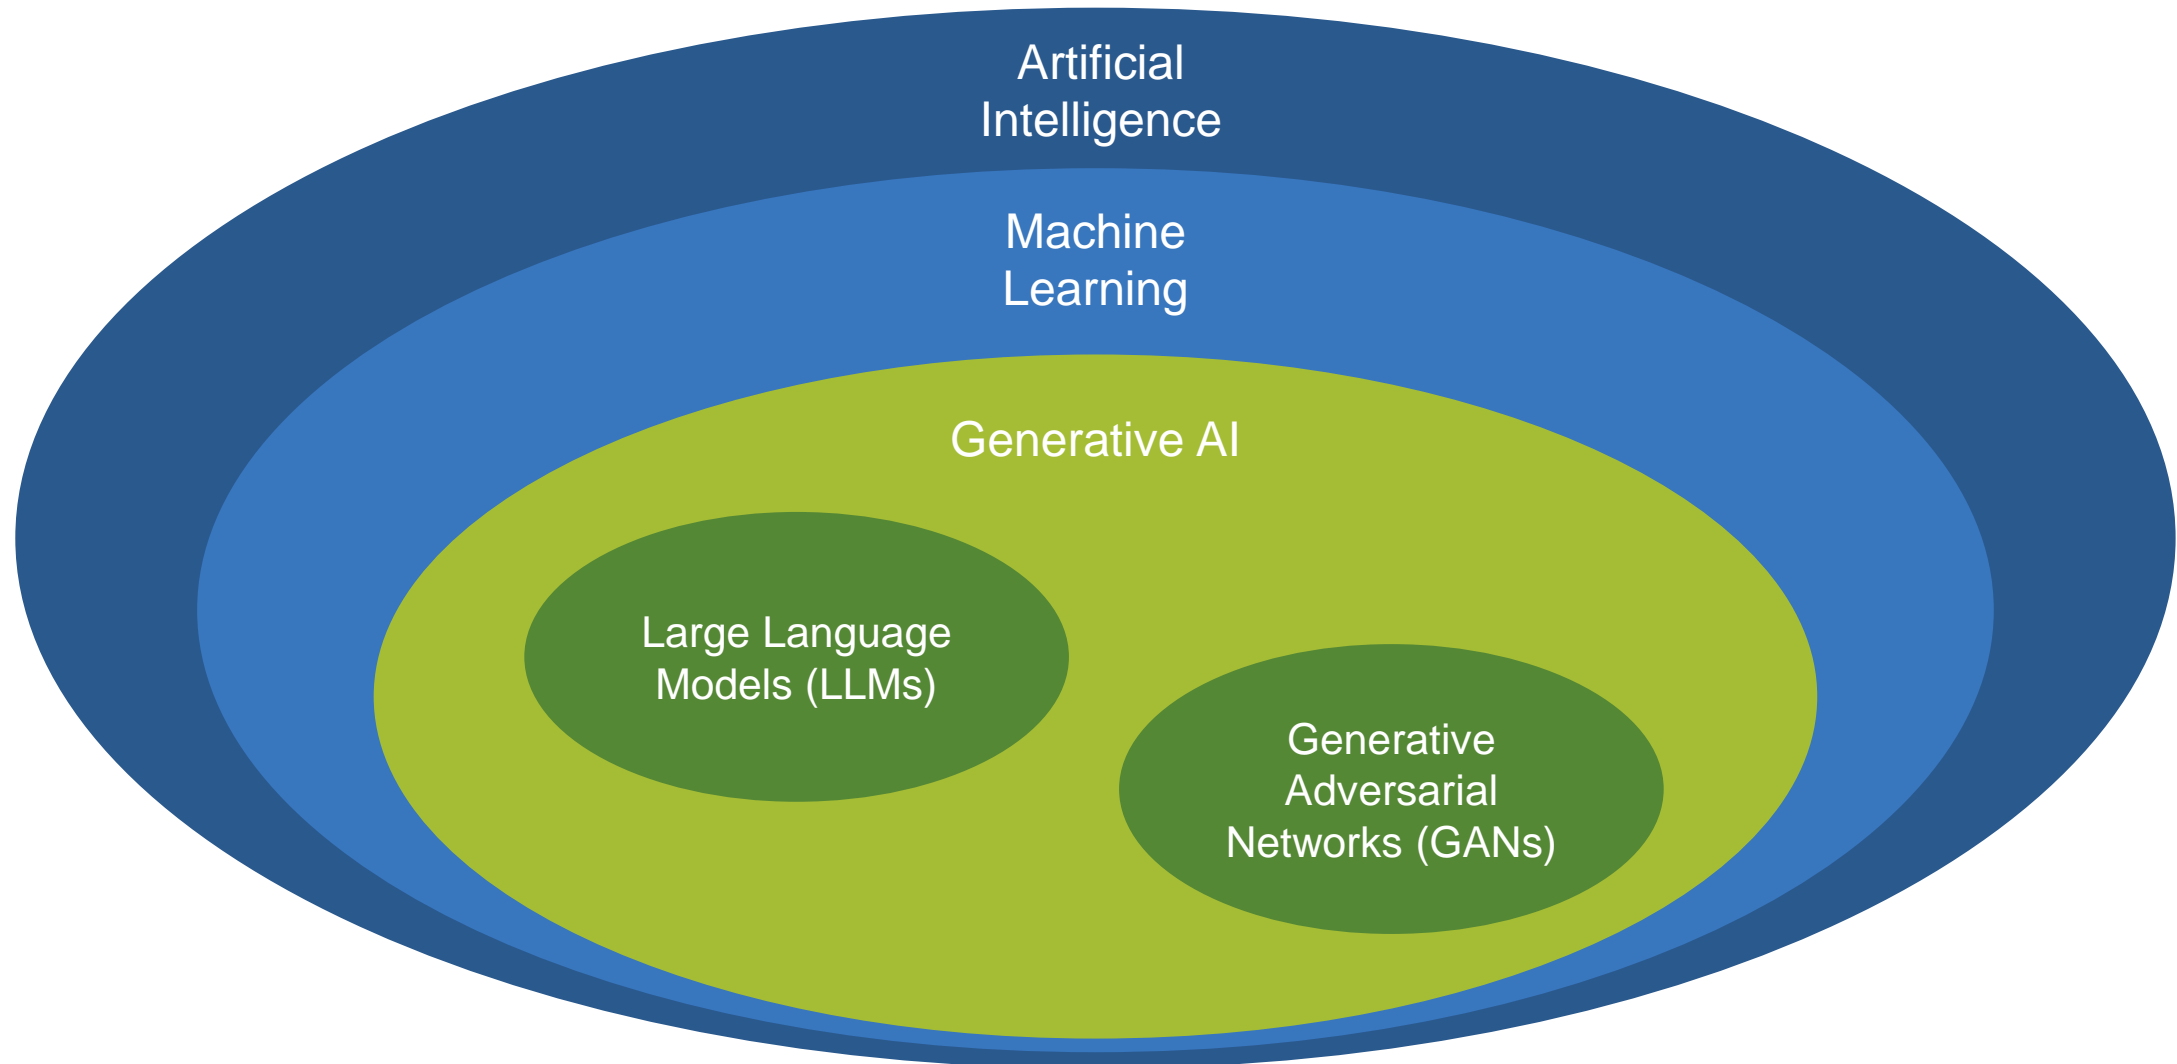 Artificial
Intelligence
Machine
Learning
Generative AI
Large Language
Models (LLMs)
Generative
Adversarial
Networks (GANs)